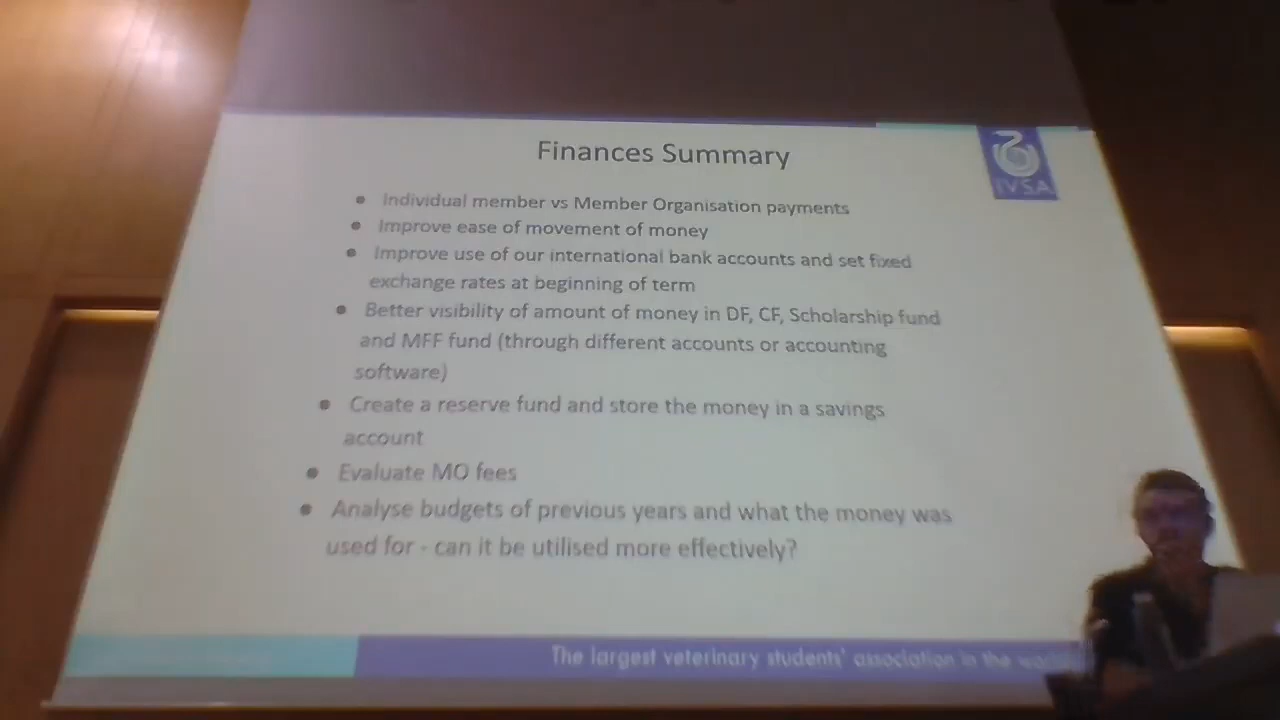 Finances Summary
IVSA
● Individual member vs Member Organisation payments
● Improve ease of movement of money
● Improve use of our international bank accounts and set fixed
exchange rates at beginning of term
● Better visibility of amount of money in DF, CF, Scholarship fund
and MFF fund (through different accounts or accounting
software)
● Create a reserve fund and store the money in a savings
account
● Evaluate MO fees
● Analyse budgets of previous years and what the money was
used for - can it be utilised more effectively?
The largest veterinary students' association in the